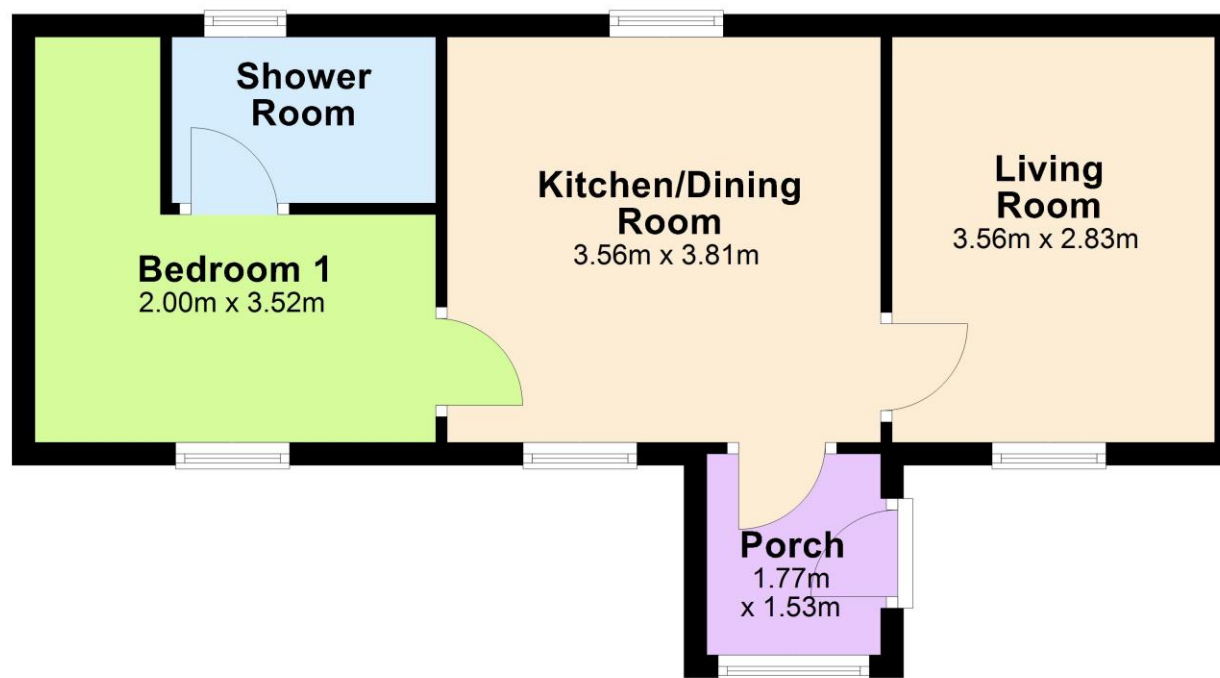 Shower
Room
Bedroom 1
2.00m x 3.52m
Kitchen/Dining
Room
3.56m x 3.81m
Living
Room
3.56m x 2.83m
Porch
1.77m
x 1.53m